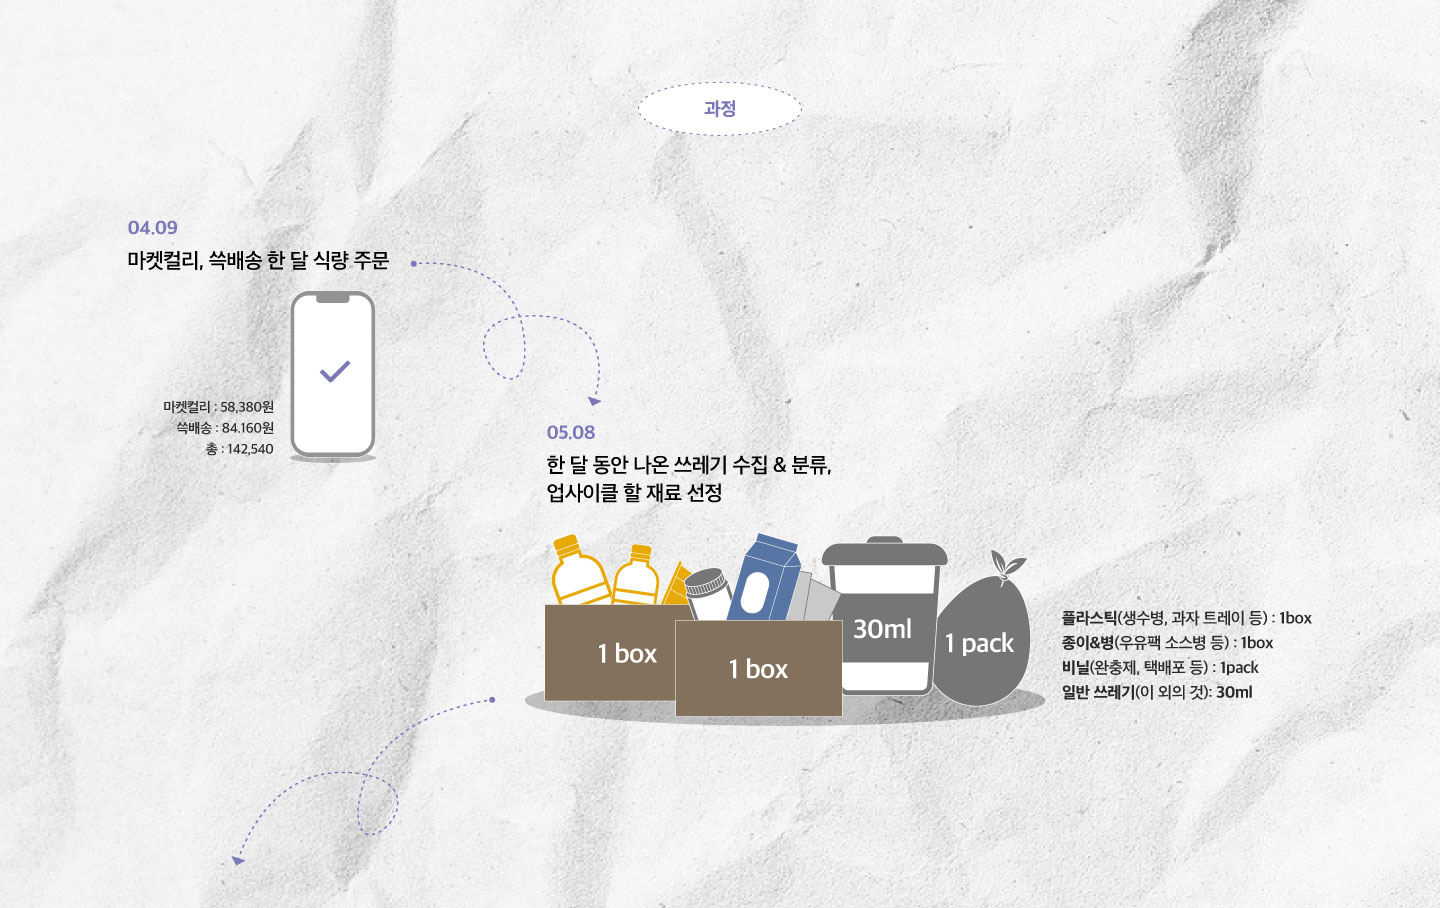 과정
04.09
마켓컬리, 쓱배송 한 달 식량 주문
마켓컬리 : 58,380원
쓱배송 : 84.160원
총 : 142,540
05.08
한 달 동안 나온 쓰레기 수집 & 분류,
업사이클 할 재료 선정
1 box
1 box
30ml
1 pack
플라스틱(생수병, 과자 트레이 등) : 1box
종이&병(우유팩 소스병 등) : 1box
비닐(완충제, 택배포 등) : 1pack
일반 쓰레기(이 외의 것): 30ml